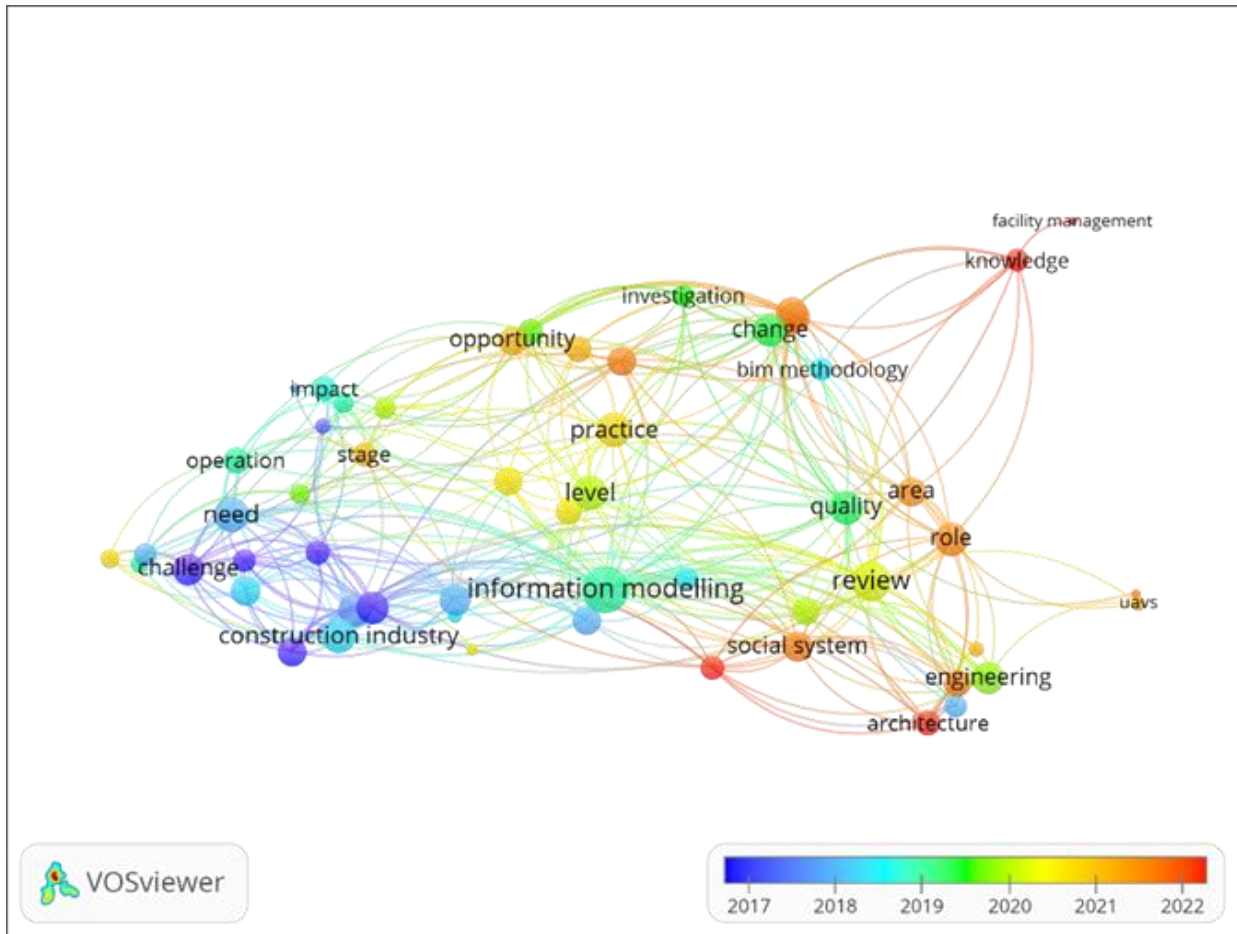 facility management
knowledge
investigation
change
opportunity
bim methodology
impact
practice
stage
operation
level
area
need
quality
role
challenge
review
information modelling
uavs
construction industry
social system
engineering
architecture
VOSviewer
2017 2018 2019 2020 2021 2022